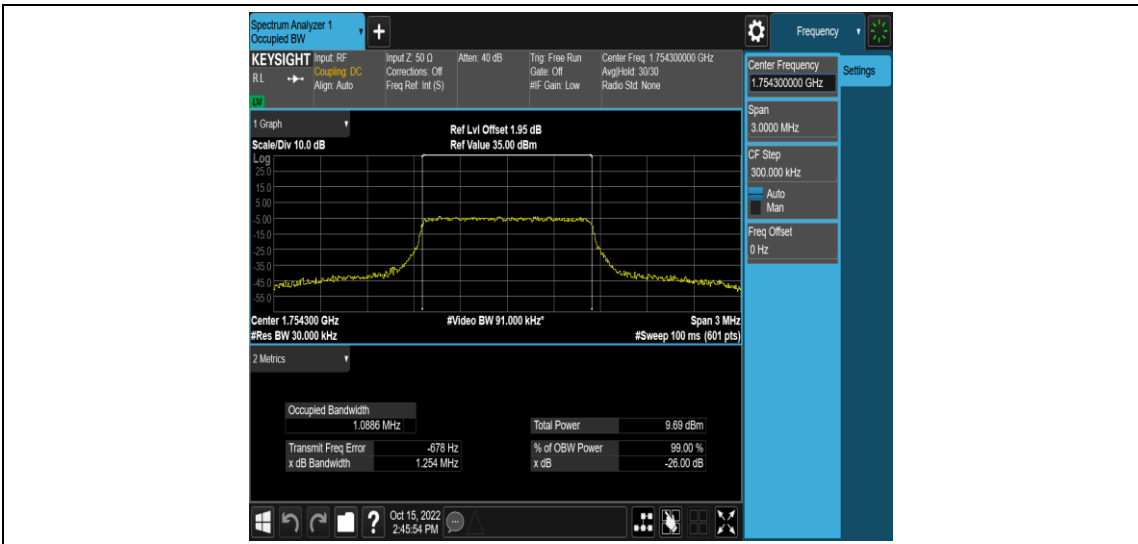 Spectrum Analyzer 1
Occupied BW
+
Frequency
KEYSIGHT
RL
LXI
Input: RF
Coupling: DC
Align: Auto
Input Z: 50 Ω
Corrections: Off
Freq Ref: Int (S)
Atten: 40 dB
Trig: Free Run
Gate: Off
#IF Gain: Low
Center Freq: 1.754300000 GHz
Avg|Hold: 30/30
Radio Std: None
Center Frequency
1.754300000 GHz
Settings
Span
3.0000 MHz
CF Step
300.000 kHz
Auto
Man
Freq Offset
0 Hz
1 Graph
Scale/Div 10.0 dB
Ref Lvl Offset 1.95 dB
Ref Value 35.00 dBm
Log
25.0
15.0
5.00
-5.00
-15.0
-25.0
-35.0
-45.0
-55.0
Center 1.754300 GHz
#Res BW 30.000 kHz
#Video BW 91.000 kHz*
Span 3 MHz
#Sweep 100 ms (601 pts)
2 Metrics
Occupied Bandwidth
1.0886 MHz
Transmit Freq Error -678 Hz
x dB Bandwidth 1.254 MHz
Total Power 9.69 dBm
% of OBW Power 99.00 %
x dB -26.00 dB
?
Oct 15, 2022
2:45:54 PM